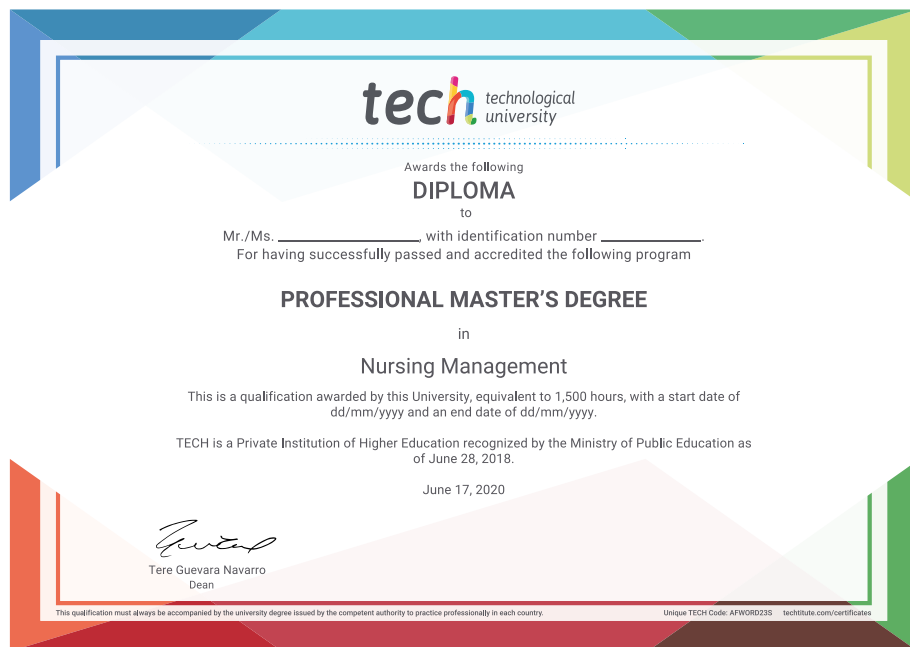 tech technological
university
Awards the following
DIPLOMA
to
Mr./Ms. ____________, with identification number ____________.
For having successfully passed and accredited the following program
PROFESSIONAL MASTER'S DEGREE
in
Nursing Management
This is a qualification awarded by this University, equivalent to 1,500 hours, with a start date of
dd/mm/yyyy and an end date of dd/mm/yyyy.
TECH is a Private Institution of Higher Education recognized by the Ministry of Public Education as
of June 28, 2018.
June 17, 2020
Tere Guevara Navarro
Dean
This qualification must always be accompanied by the university degree issued by the competent authority to practice professionally in each country. Unique TECH Code: AFWORD23S techtitute.com/certificates